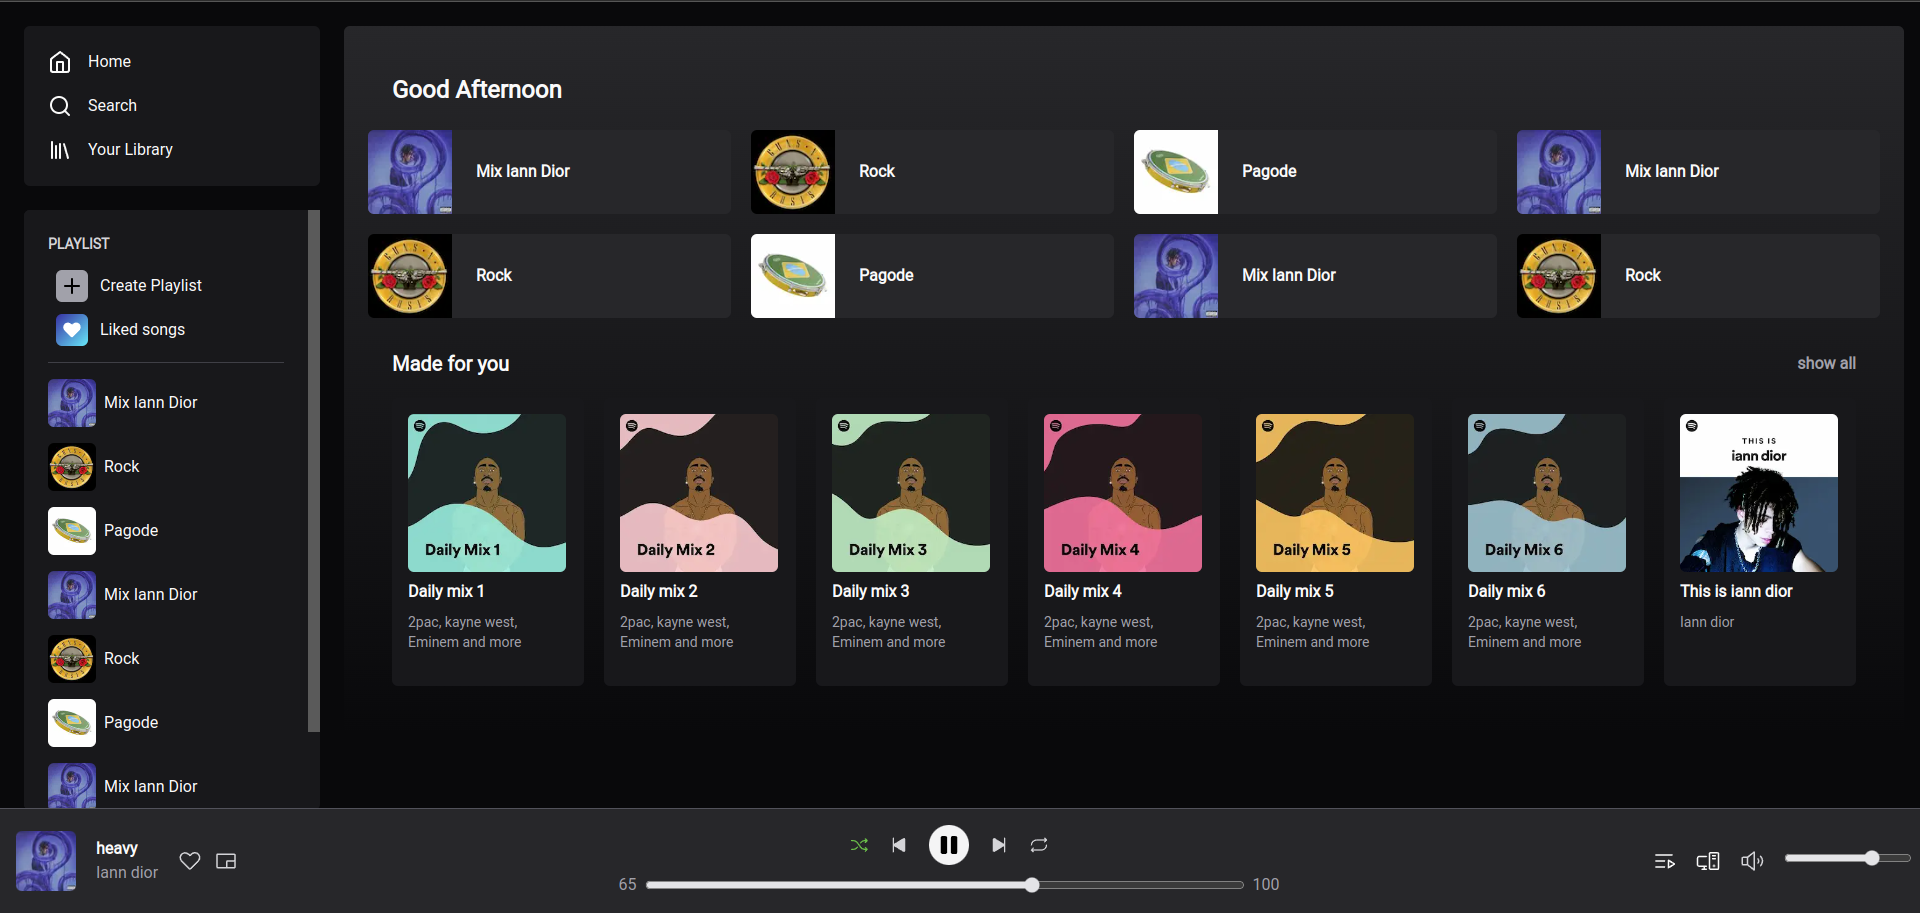 Home
Search
Your Library
PLAYLIST
Create Playlist
Liked songs
Mix Iann Dior
Rock
Pagode
Mix Iann Dior
Rock
Pagode
Mix Iann Dior
Good Afternoon
Mix Iann Dior
Rock
Pagode
Mix Iann Dior
Rock
Pagode
Mix Iann Dior
Rock
Made for you
show all
Daily Mix 1
Daily mix 1
2pac, kayne west,
Eminem and more
Daily Mix 2
Daily mix 2
2pac, kayne west,
Eminem and more
Daily Mix 3
Daily mix 3
2pac, kayne west,
Eminem and more
Daily Mix 4
Daily mix 4
2pac, kayne west,
Eminem and more
Daily Mix 5
Daily mix 5
2pac, kayne west,
Eminem and more
Daily Mix 6
Daily mix 6
2pac, kayne west,
Eminem and more
THIS IS
iann dior
This is iann dior
Iann dior
heavy
Iann dior
65
100